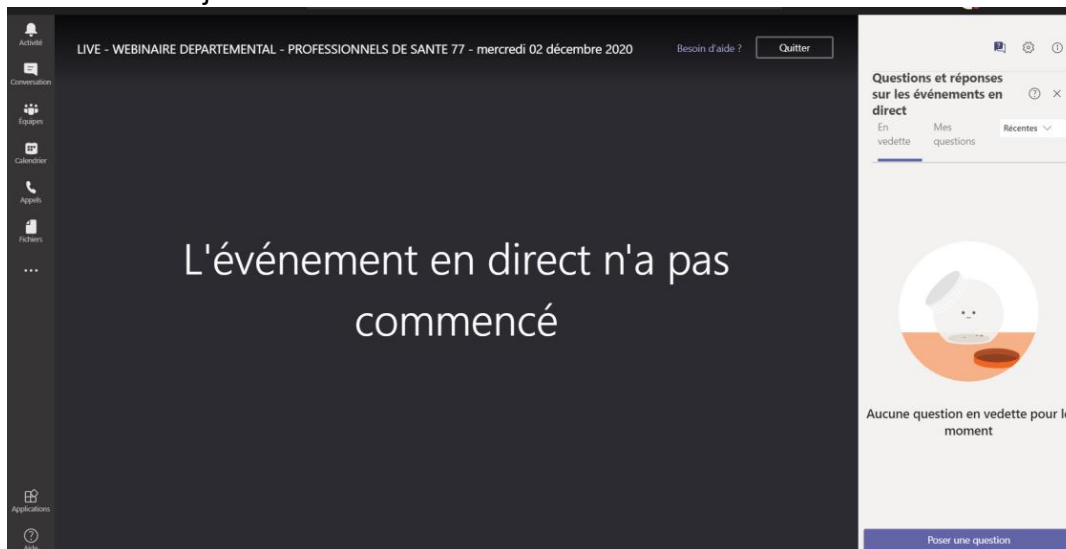 Activité
Conversation
Équipes
Calendrier
Appels
Fichiers
Applications
Aide
LIVE - WEBINAIRE DEPARTEMENTAL - PROFESSIONNELS DE SANTE 77 - mercredi 02 décembre 2020
Besoin d'aide ?
Quitter
L'événement en direct n'a pas
commencé
Questions et réponses
sur les événements en
direct
En
vedette
Mes
questions
Récentes
Aucune question en vedette pour
moment
Poser une question